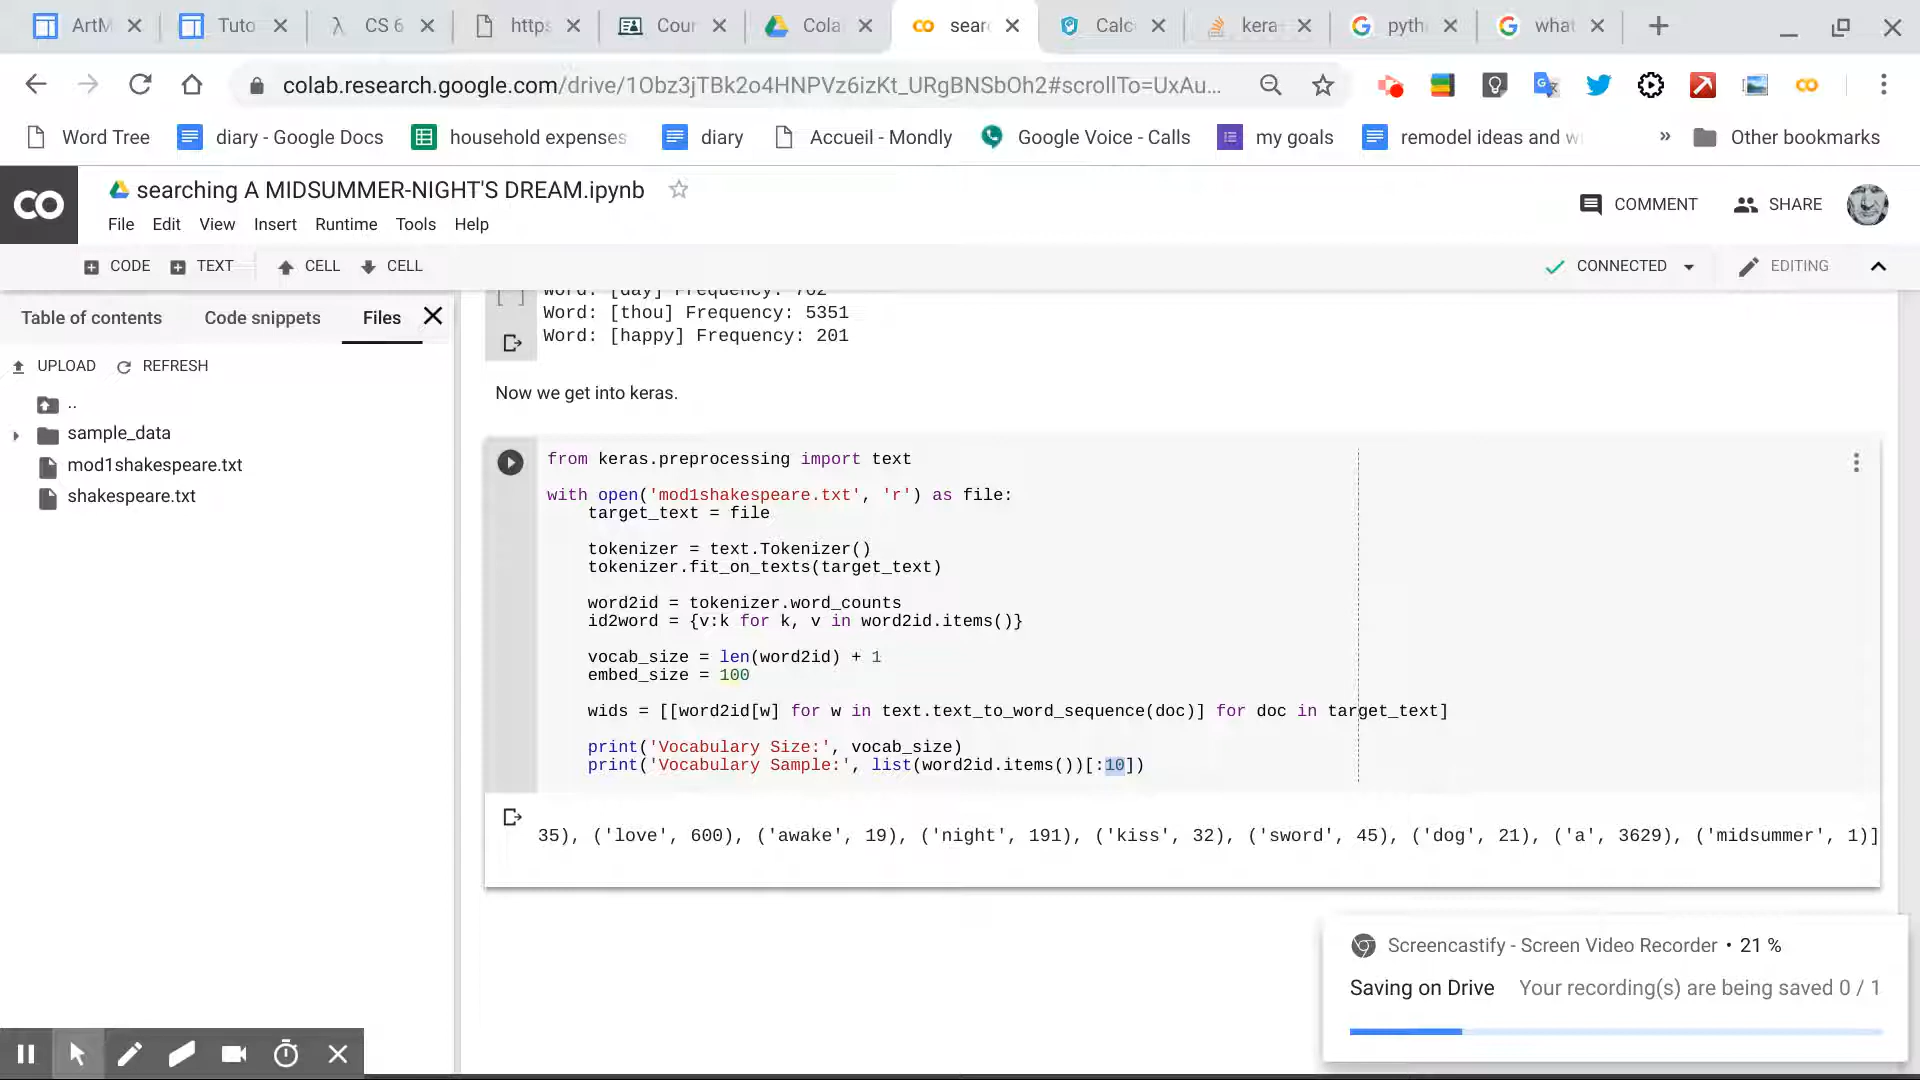 ArtM Tuto CS 6 https Cour Cola sear Calc kera pyth what
colab.research.google.com/drive/1Obz3jTBk2o4HNPVz6izKt_URgBNSbOh2#scrollTo=UxAu...
Word Tree diary - Google Docs household expenses diary Accueil - Mondly Google Voice - Calls my goals remodel ideas and w » Other bookmarks
searching A MIDSUMMER-NIGHT'S DREAM.ipynb
COMMENT SHARE
File Edit View Insert Runtime Tools Help
CODE TEXT CELL CELL CONNECTED EDITING
Table of contents Code snippets Files
UPLOAD REFRESH
..
sample_data
mod1shakespeare.txt
shakespeare.txt
[ ] Word: [day] Frequency: 762
Word: [thou] Frequency: 5351
Word: [happy] Frequency: 201
Now we get into keras.
from keras.preprocessing import text
with open('mod1shakespeare.txt', 'r') as file:
target_text = file
tokenizer = text.Tokenizer()
tokenizer.fit_on_texts(target_text)
word2id = tokenizer.word_counts
id2word = {v:k for k, v in word2id.items()}
vocab_size = len(word2id) + 1
embed_size = 100
wids = [[word2id[w] for w in text.text_to_word_sequence(doc)] for doc in target_text]
print('Vocabulary Size:', vocab_size)
print('Vocabulary Sample:', list(word2id.items())[:10])
35), ('love', 600), ('awake', 19), ('night', 191), ('kiss', 32), ('sword', 45), ('dog', 21), ('a', 3629), ('midsummer', 1)]
Screencastify - Screen Video Recorder • 21 %
Saving on Drive Your recording(s) are being saved 0 / 1